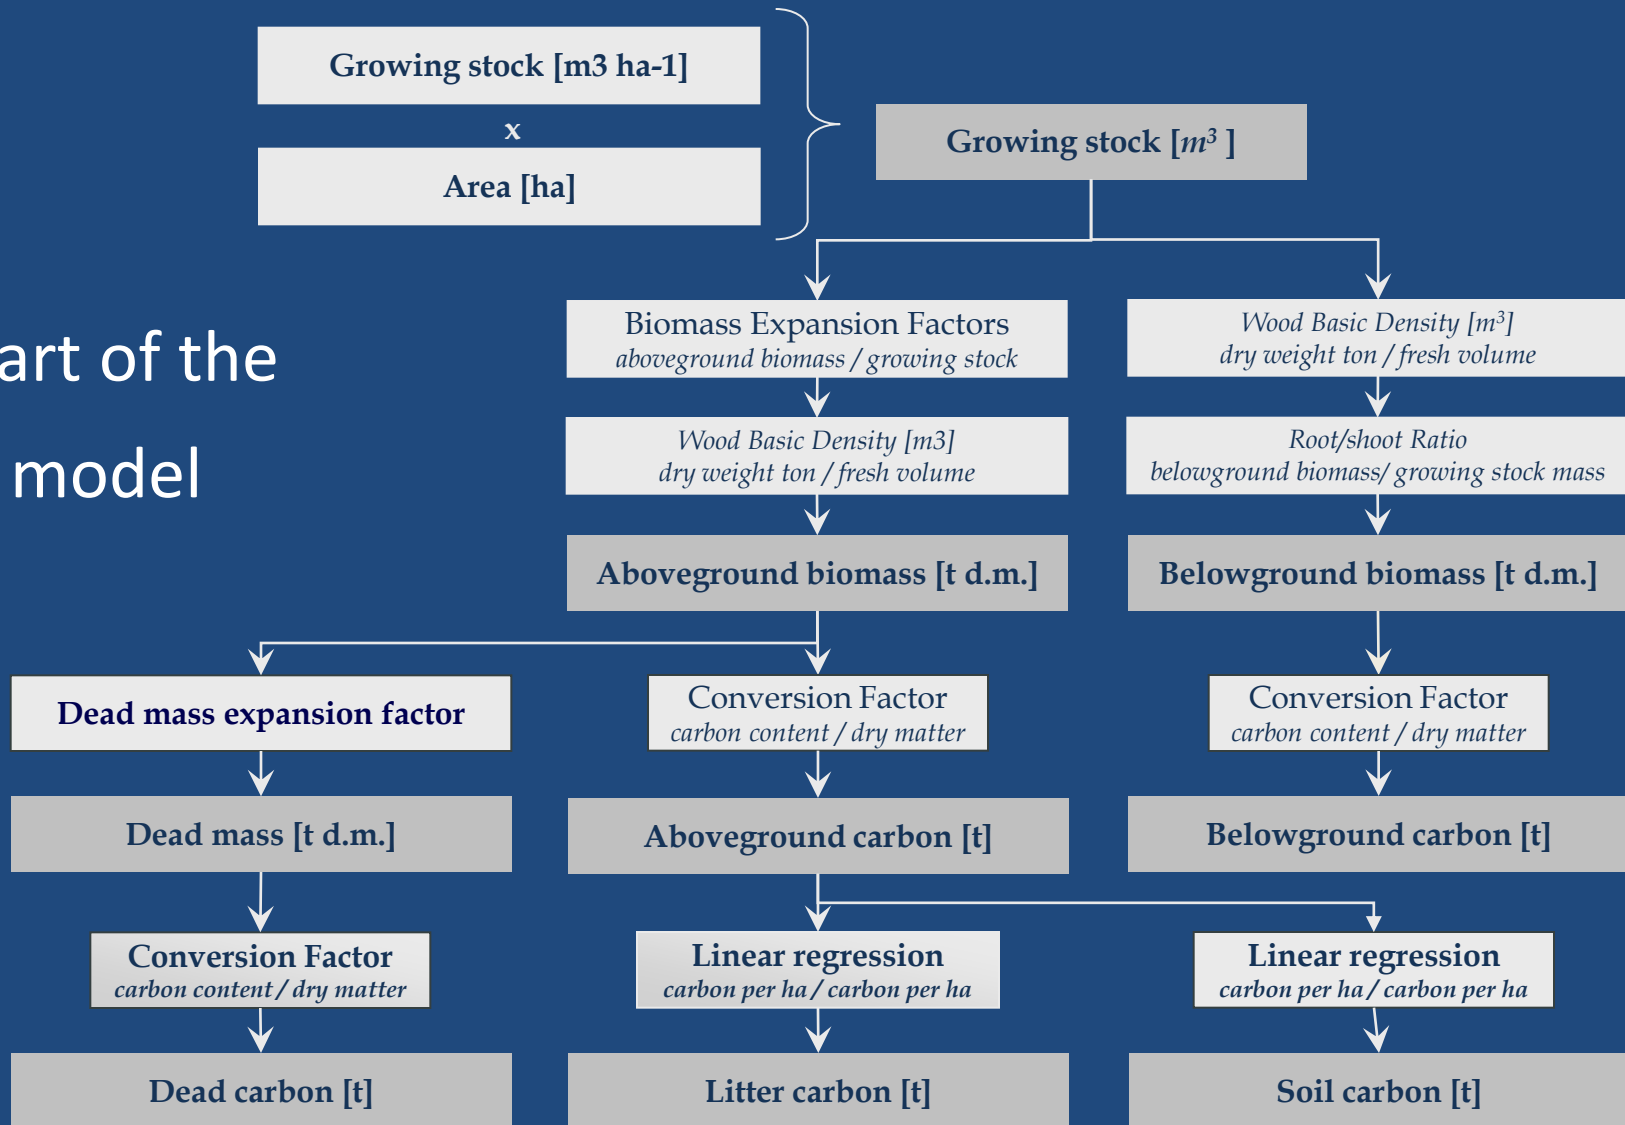 Growing stock [m3 ha-1]
x
Area [ha]
Growing stock [m³ ]
art of the
model
Biomass Expansion Factors
aboveground biomass / growing stock
Wood Basic Density [m³]
dry weight ton / fresh volume
Wood Basic Density [m3]
dry weight ton / fresh volume
Root/shoot Ratio
belowground biomass/ growing stock mass
Aboveground biomass [t d.m.]
Belowground biomass [t d.m.]
Dead mass expansion factor
Conversion Factor
carbon content / dry matter
Conversion Factor
carbon content / dry matter
Dead mass [t d.m.]
Aboveground carbon [t]
Belowground carbon [t]
Conversion Factor
carbon content / dry matter
Linear regression
carbon per ha / carbon per ha
Linear regression
carbon per ha / carbon per ha
Dead carbon [t]
Litter carbon [t]
Soil carbon [t]